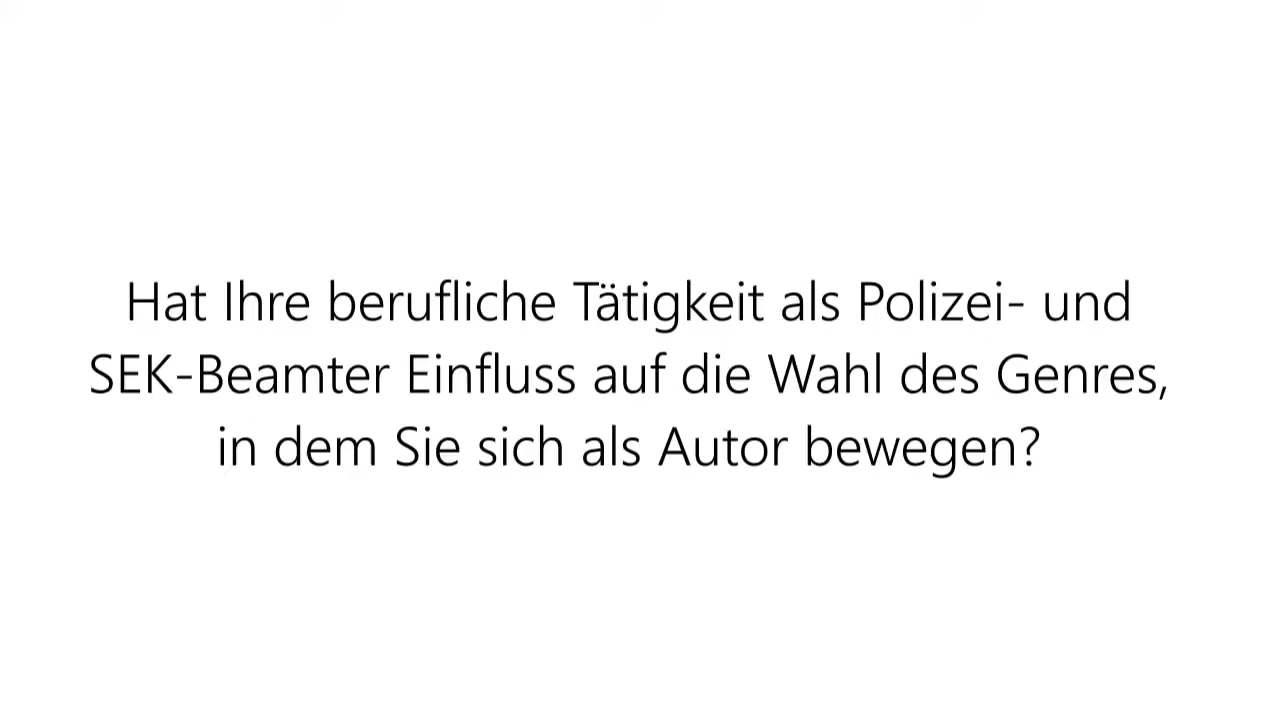 Hat Ihre berufliche Tätigkeit als Polizei- und
SEK-Beamter Einfluss auf die Wahl des Genres,
in dem Sie sich als Autor bewegen?